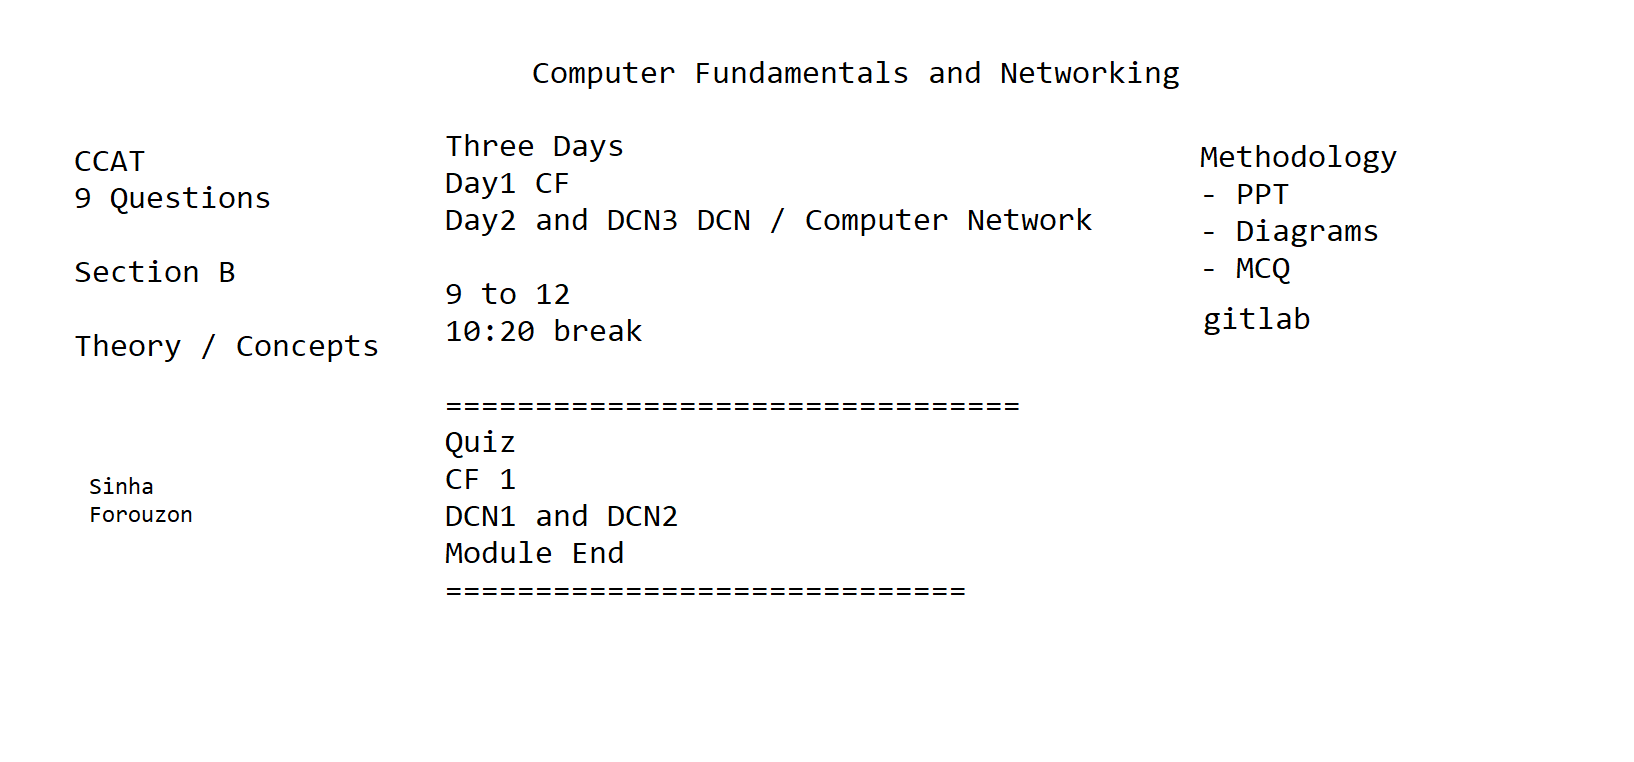 Computer Fundamentals and Networking
CCAT
9 Questions
Section B
Theory / Concepts
Sinha
Forouzon
Three Days
Day1 CF
Day2 and DCN3 DCN / Computer Network
9 to 12
10:20 break
================================
Quiz
CF 1
DCN1 and DCN2
Module End
=============================
Methodology
- PPT
- Diagrams
- MCQ
gitlab